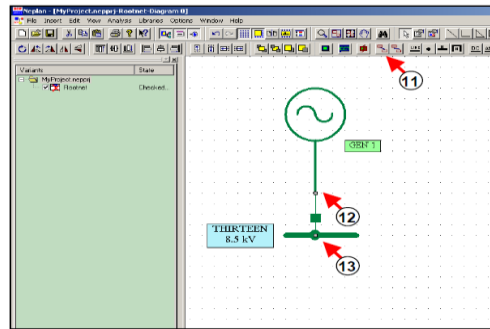 Neplan - [MyProject.nepprj-Rootnet-Diagram 0]
File Insert Edit View Analysis Libraries Options Window Help
Variants State
MyProject.nepprj
Rootnet Checked...
11
GEN 1
12
THIRTEEN
8.5 kV
13